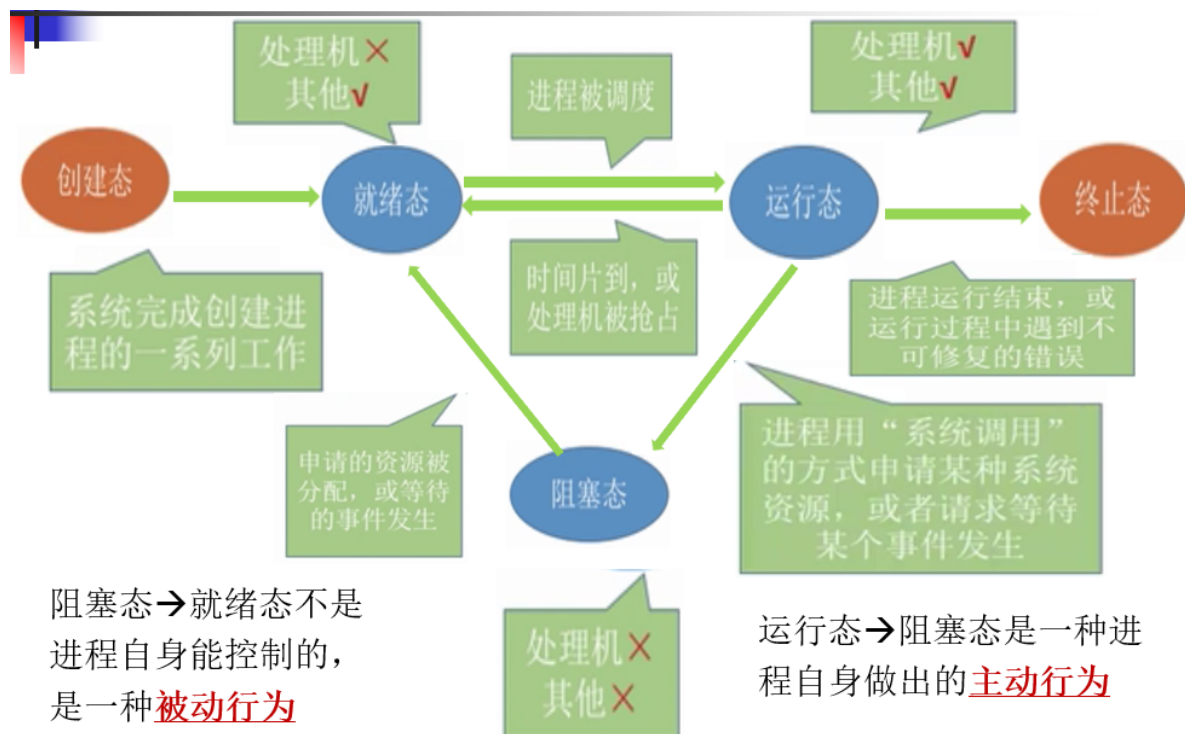 处理机×
其他√
进程被调度
处理机√
其他√
创建态
就绪态
运行态
终止态
系统完成创建进
程的一系列工作
时间片到，或
处理机被抢占
进程运行结束，或
运行过程中遇到不
可修复的错误
申请的资源被
分配，或等待
的事件发生
阻塞态
进程用“系统调用”
的方式申请某种系统
资源，或者请求等待
某个事件发生
阻塞态→就绪态不是
进程自身能控制的，
是一种被动行为
处理机×
其他×
运行态→阻塞态是一种进
程自身做出的主动行为